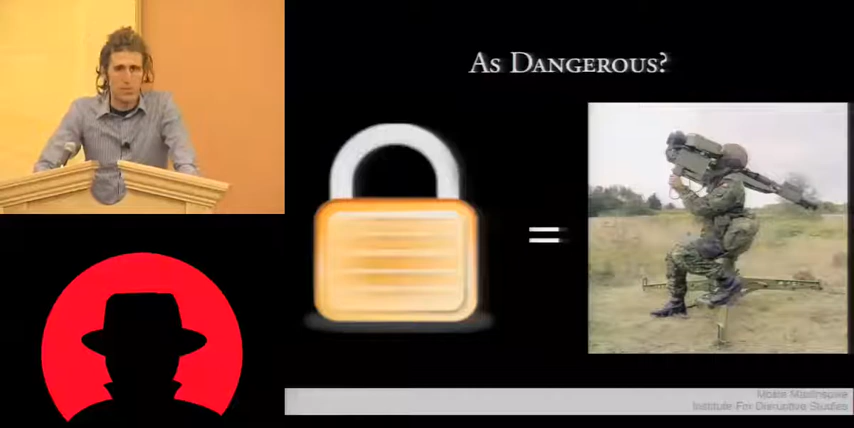 As Dangerous?
=
Moxie Marlinspike
Institute For Disruptive Studies